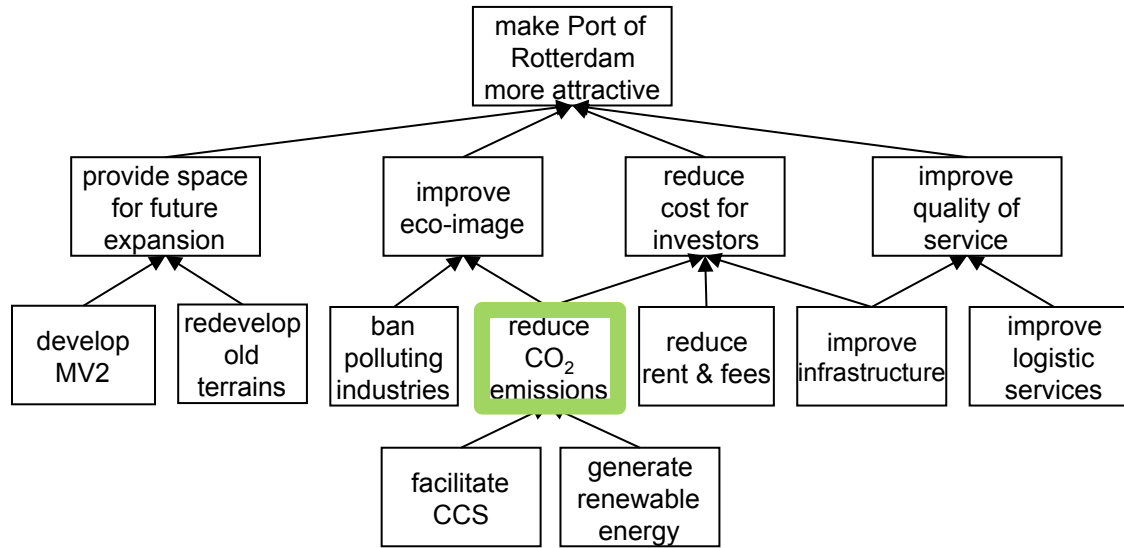 make Port of
Rotterdam
more attractive
provide space
for future
expansion
improve
eco-image
reduce
cost for
investors
improve
quality of
service
develop
MV2
redevelop
old
terrains
ban
polluting
industries
reduce
CO₂
emissions
reduce
rent & fees
improve
infrastructure
improve
logistic
services
facilitate
CCS
generate
renewable
energy